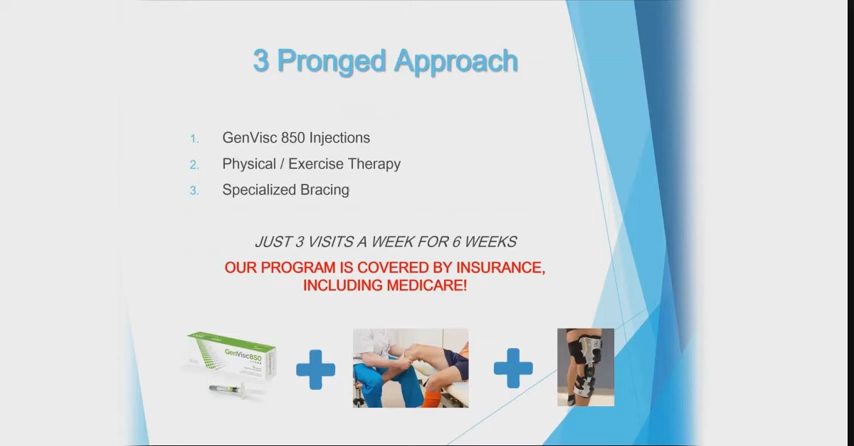 3 Pronged Approach
1. GenVisc 850 Injections
2. Physical / Exercise Therapy
3. Specialized Bracing
JUST 3 VISITS A WEEK FOR 6 WEEKS
OUR PROGRAM IS COVERED BY INSURANCE,
INCLUDING MEDICARE!
GenVisc850